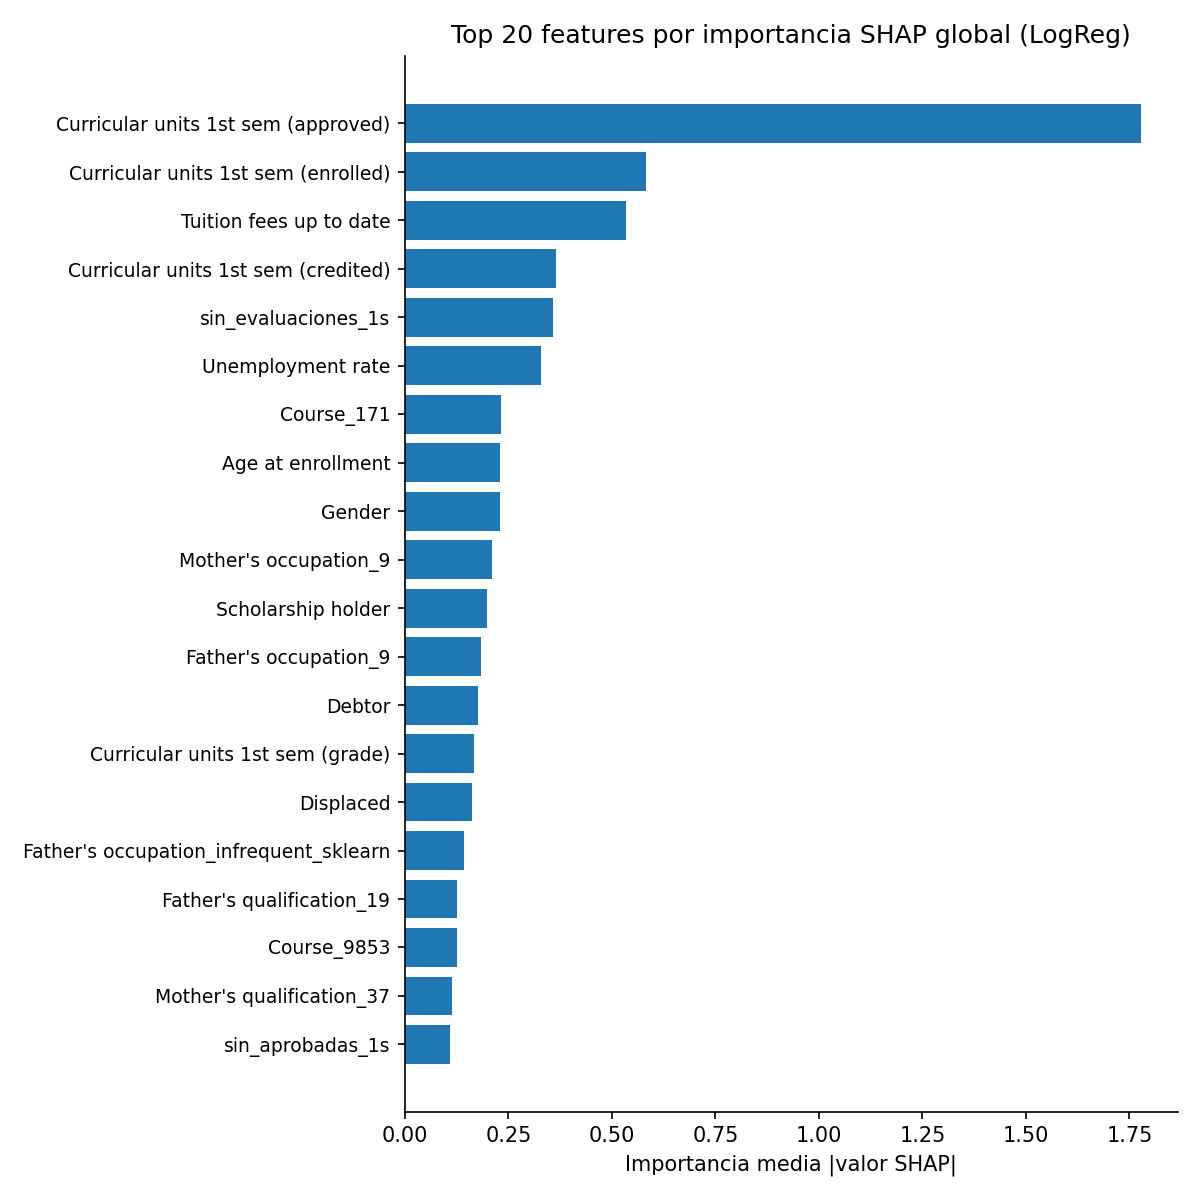 Top 20 features por importancia SHAP global (LogReg)
Curricular units 1st sem (approved)
Curricular units 1st sem (enrolled)
Tuition fees up to date
Curricular units 1st sem (credited)
sin_evaluaciones_1s
Unemployment rate
Course_171
Age at enrollment
Gender
Mother's occupation_9
Scholarship holder
Father's occupation_9
Debtor
Curricular units 1st sem (grade)
Displaced
Father's occupation_infrequent_sklearn
Father's qualification_19
Course_9853
Mother's qualification_37
sin_aprobadas_1s
0.00 0.25 0.50 0.75 1.00 1.25 1.50 1.75
Importancia media |valor SHAP|